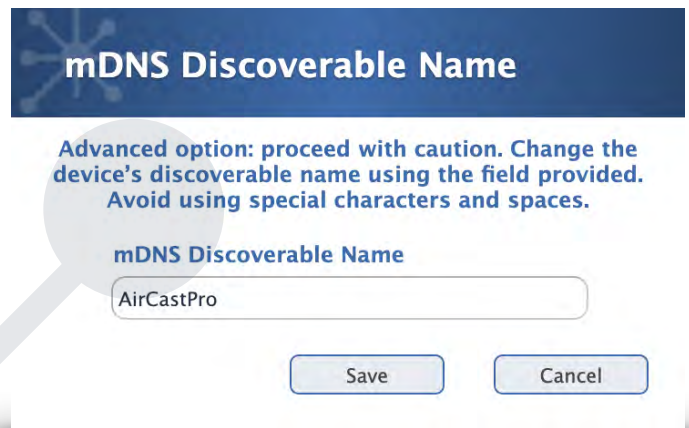 mDNS Discoverable Name
Advanced option: proceed with caution. Change the
device’s discoverable name using the field provided.
Avoid using special characters and spaces.
mDNS Discoverable Name
AirCastPro
Save
Cancel